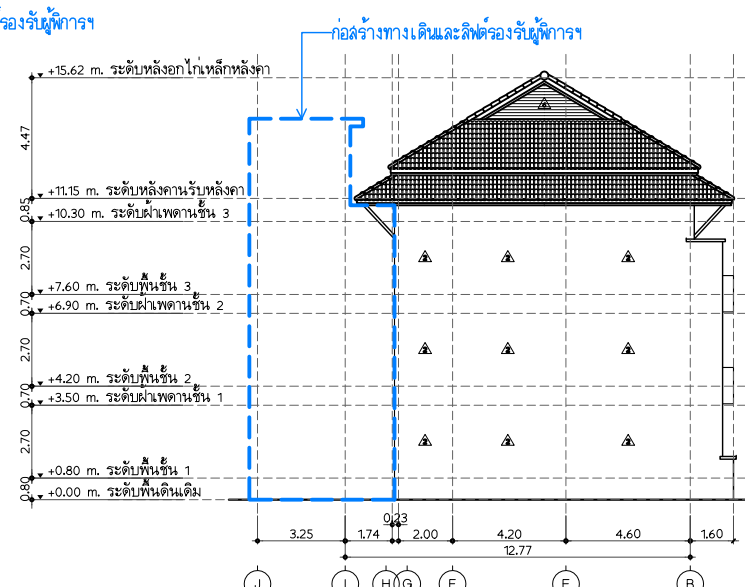 รองรับผู้พิการฯ
ก่อสร้างทางเดินและลิฟต์รองรับผู้พิการฯ
+15.62 m. ระดับหลังอกไก่เหล็กหลังคา
4.47
+11.15 m. ระดับหลังคานรับหลังคา
0.85
+10.30 m. ระดับฝ้าเพดานชั้น 3
2.70
+7.60 m. ระดับพื้นชั้น 3
0.70
+6.90 m. ระดับฝ้าเพดานชั้น 2
2.70
+4.20 m. ระดับพื้นชั้น 2
0.70
+3.50 m. ระดับฝ้าเพดานชั้น 1
2.70
+0.80 m. ระดับพื้นชั้น 1
0.80
+0.00 m. ระดับพื้นดินเดิม
0.23
3.25 1.74 2.00 4.20 4.60 1.60
12.77
J I H G F E B